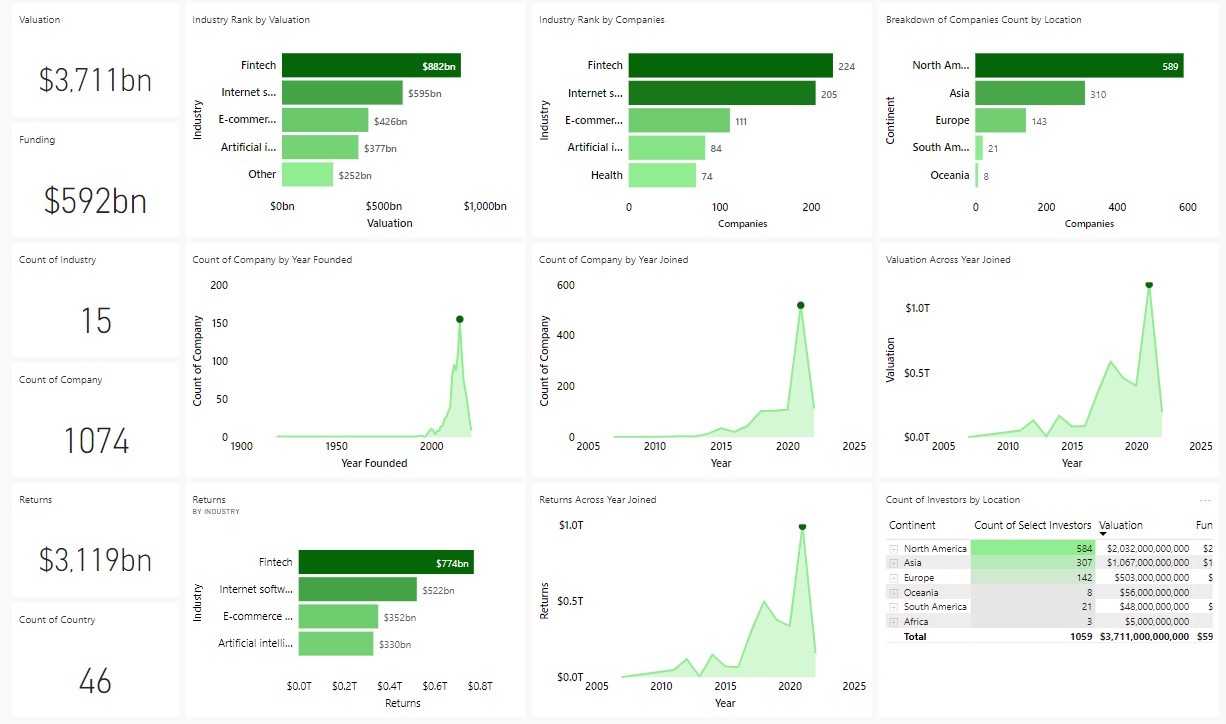 Valuation
$3,711bn
Funding
$592bn
Count of Industry
15
Count of Company
1074
Returns
$3,119bn
Count of Country
46
Industry Rank by Valuation
Industry
Fintech
$882bn
Internet s...
$595bn
E-commer...
$426bn
Artificial i...
$377bn
Other
$252bn
$0bn $500bn $1,000bn
Valuation
Industry Rank by Companies
Industry
Fintech
224
Internet s...
205
E-commer...
111
Artificial i...
84
Health
74
0 100 200
Companies
Breakdown of Companies Count by Location
Continent
North Am...
589
Asia
310
Europe
143
South Am...
21
Oceania
8
0 200 400 600
Companies
Count of Company by Year Founded
Count of Company
200
150
100
50
0
1900 1950 2000
Year Founded
Count of Company by Year Joined
Count of Company
600
400
200
0
2005 2010 2015 2020 2025
Year
Valuation Across Year Joined
Valuation
$1.0T
$0.5T
$0.0T
2005 2010 2015 2020 2025
Year
Returns
BY INDUSTRY
Industry
Fintech
$774bn
Internet softw...
$522bn
E-commerce ...
$352bn
Artificial intelli...
$330bn
$0.0T $0.2T $0.4T $0.6T $0.8T
Returns
Returns Across Year Joined
Returns
$1.0T
$0.5T
$0.0T
2005 2010 2015 2020 2025
Year
Count of Investors by Location
...
Continent Count of Select Investors Valuation Fun
North America 584 $2,032,000,000,000 $2
Asia 307 $1,067,000,000,000 $1
Europe 142 $503,000,000,000 $
Oceania 8 $56,000,000,000
South America 21 $48,000,000,000 $
Africa 3 $5,000,000,000
Total 1059 $3,711,000,000,000 $59